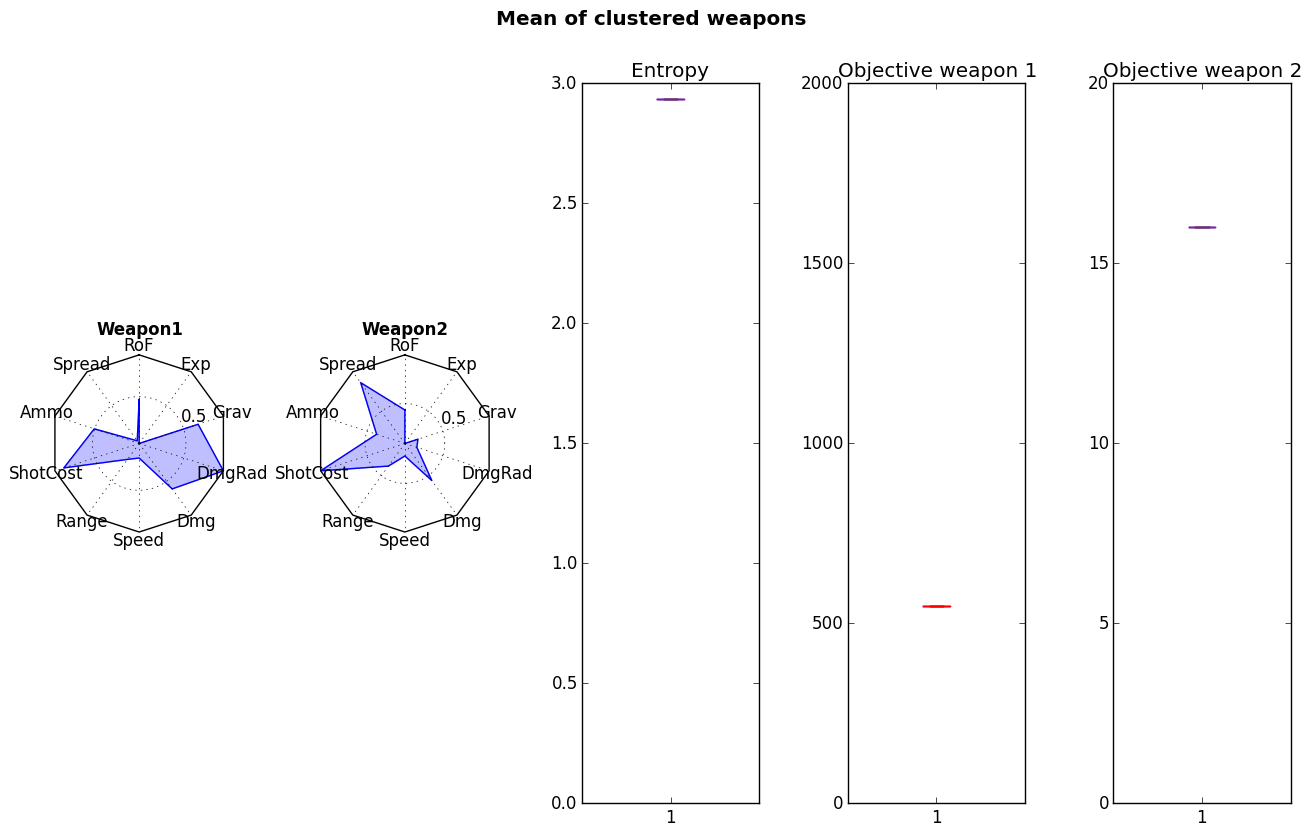 Mean of clustered weapons
Weapon1
RoF
Spread
Exp
Ammo
0.5
Grav
ShotCost
DmgRad
Range
Dmg
Speed
Weapon2
RoF
Spread
Exp
Ammo
0.5
Grav
ShotCost
DmgRad
Range
Dmg
Speed
Entropy
3.0
2.5
2.0
1.5
1.0
0.5
0.0
1
Objective weapon 1
2000
1500
1000
500
0
1
Objective weapon 2
20
15
10
5
0
1